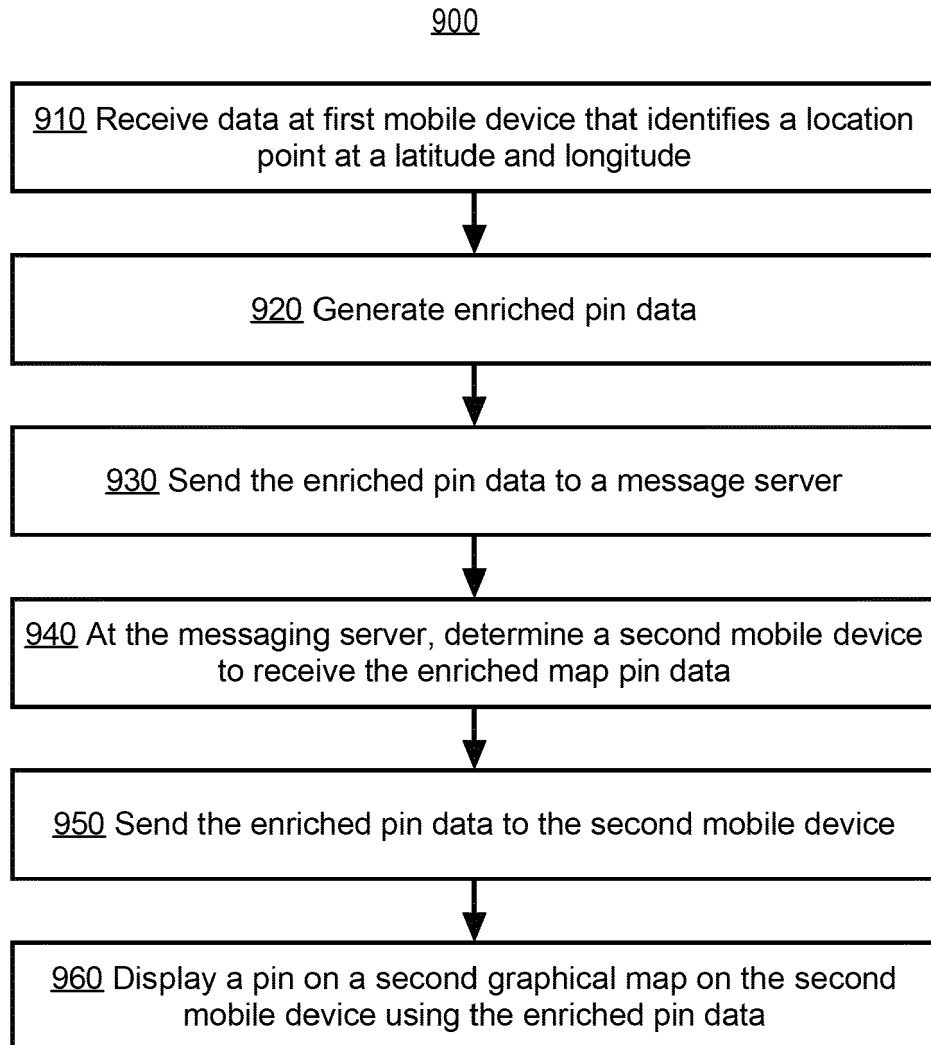 900
910 Receive data at first mobile device that identifies a location
point at a latitude and longitude
920 Generate enriched pin data
930 Send the enriched pin data to a message server
940 At the messaging server, determine a second mobile device
to receive the enriched map pin data
950 Send the enriched pin data to the second mobile device
960 Display a pin on a second graphical map on the second
mobile device using the enriched pin data